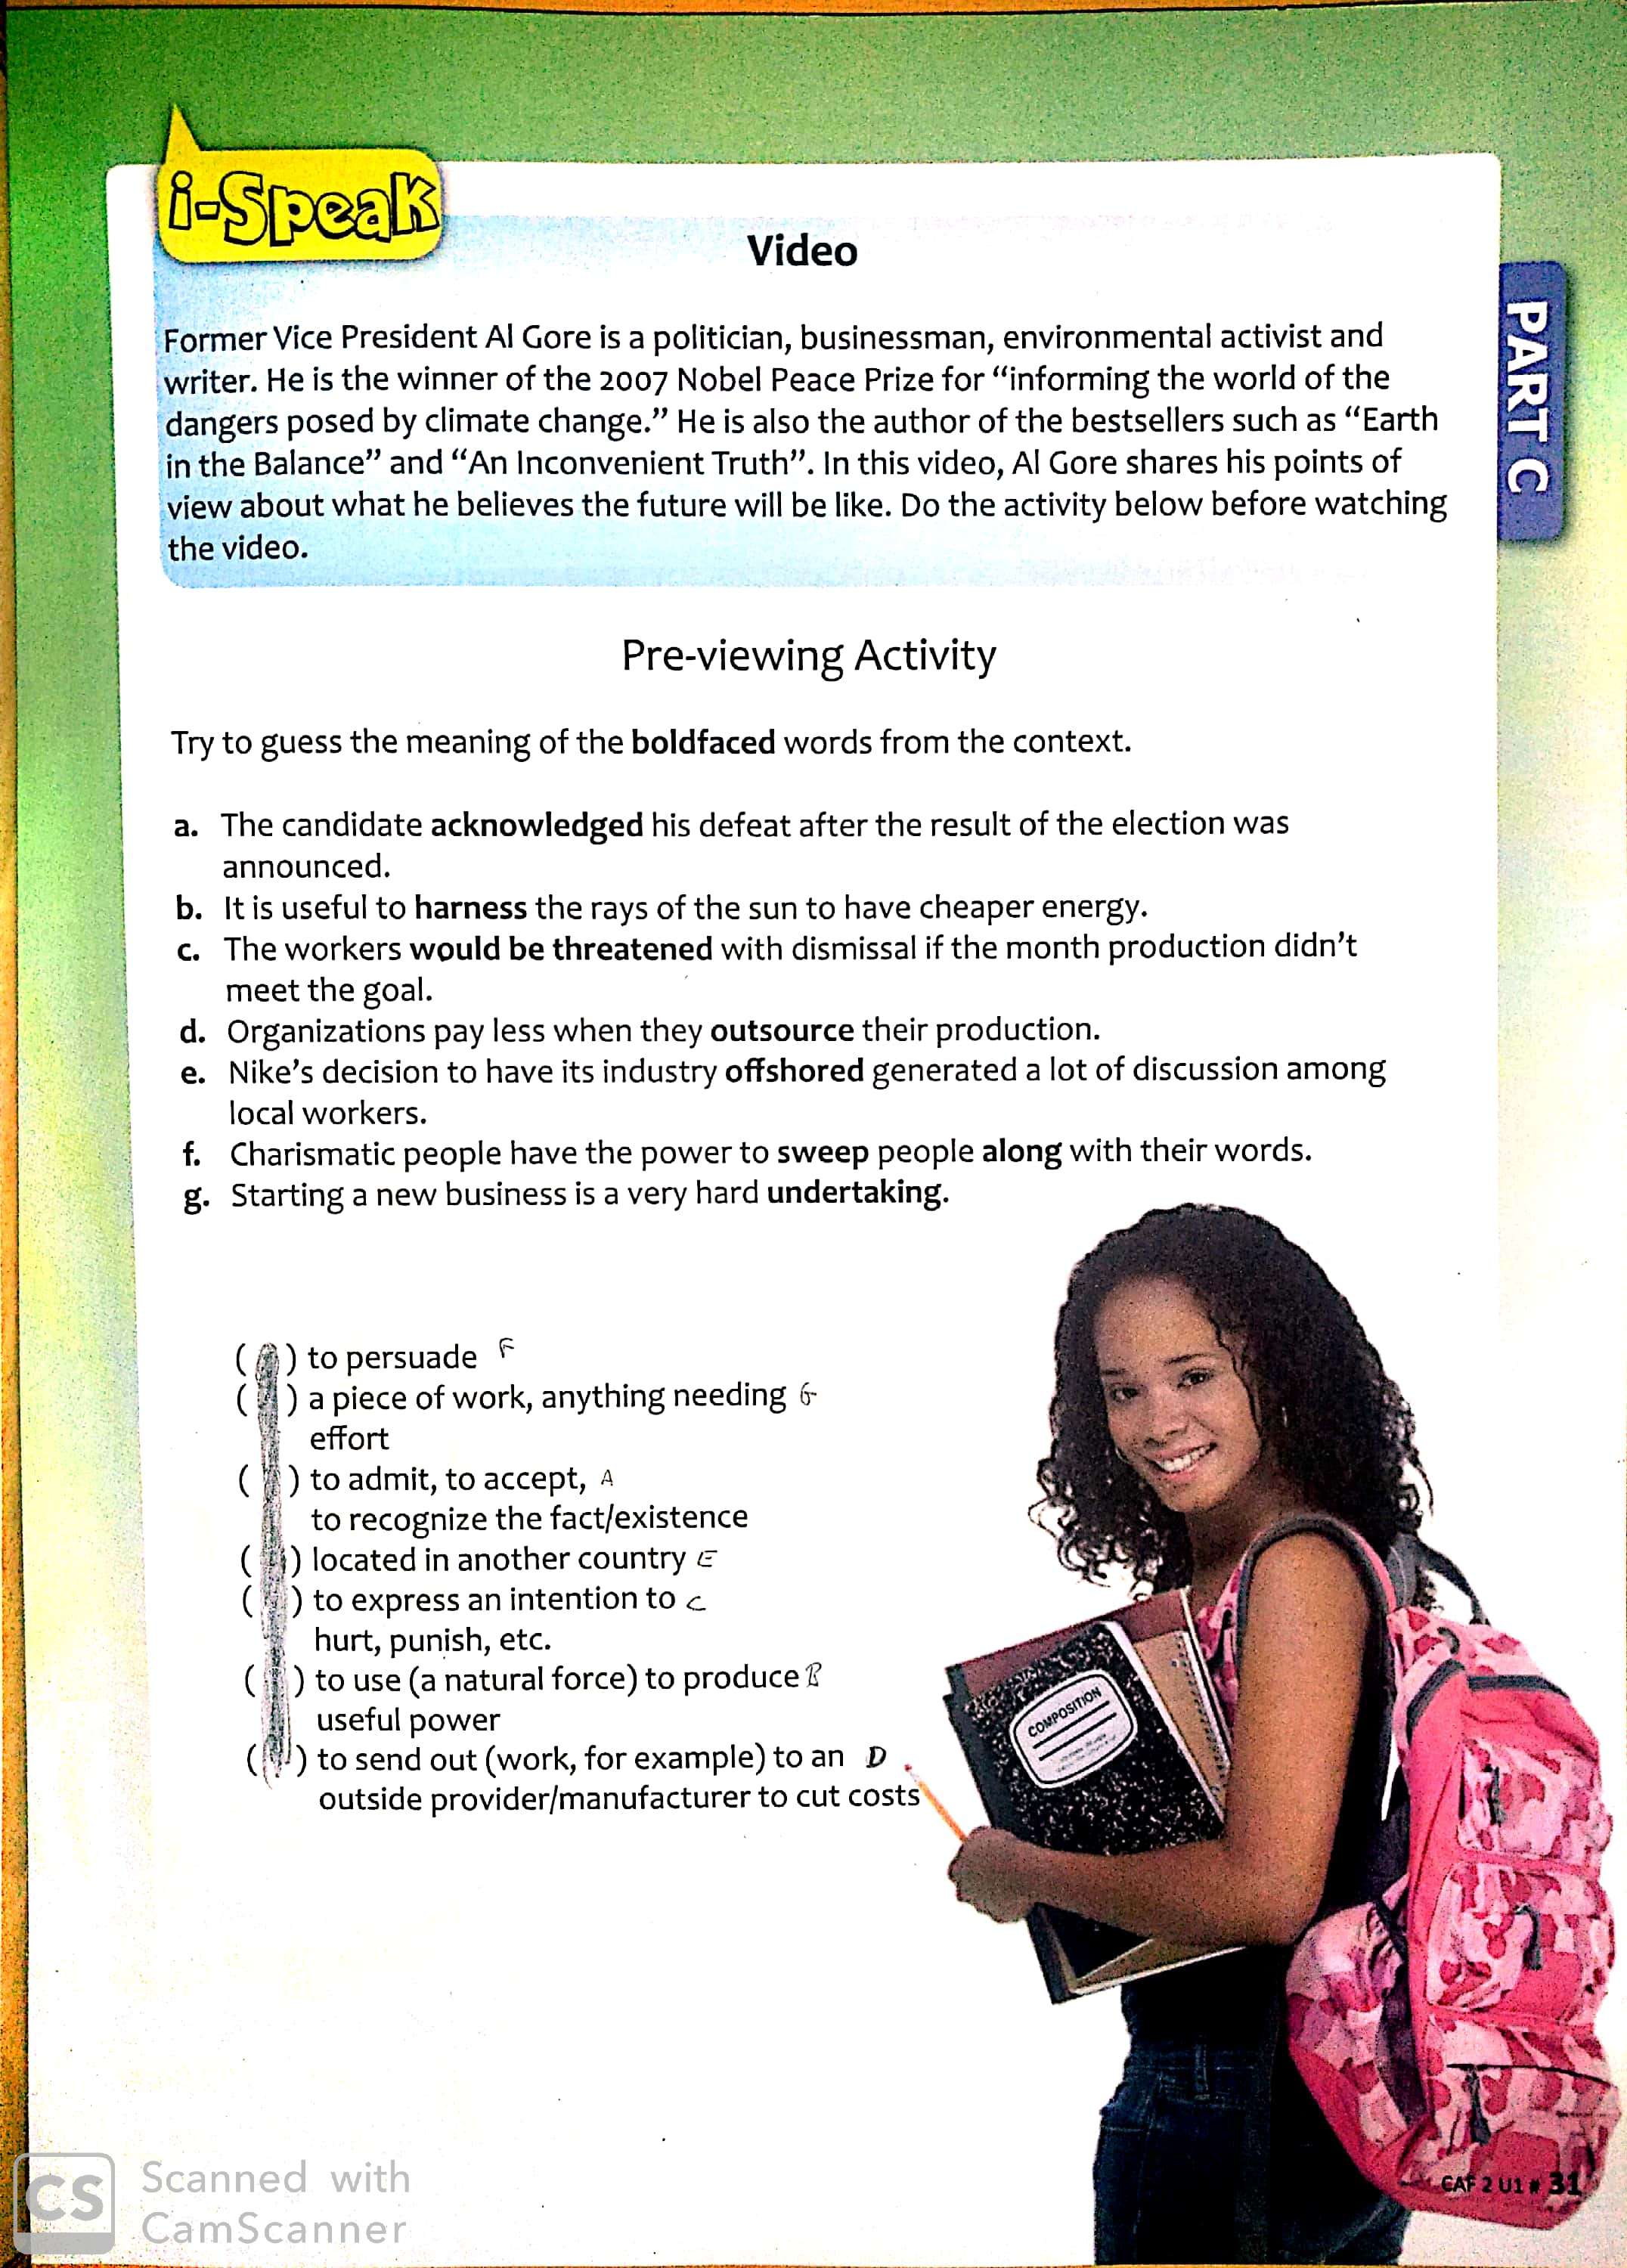 i-Speak
Video
PART C
Former Vice President Al Gore is a politician, businessman, environmental activist and
writer. He is the winner of the 2007 Nobel Peace Prize for “informing the world of the
dangers posed by climate change.” He is also the author of the bestsellers such as “Earth
in the Balance” and “An Inconvenient Truth”. In this video, Al Gore shares his points of
view about what he believes the future will be like. Do the activity below before watching
the video.
Pre-viewing Activity
Try to guess the meaning of the boldfaced words from the context.
a. The candidate acknowledged his defeat after the result of the election was
announced.
b. It is useful to harness the rays of the sun to have cheaper energy.
c. The workers would be threatened with dismissal if the month production didn’t
meet the goal.
d. Organizations pay less when they outsource their production.
e. Nike’s decision to have its industry offshored generated a lot of discussion among
local workers.
f. Charismatic people have the power to sweep people along with their words.
g. Starting a new business is a very hard undertaking.
( ) to persuade F
( ) a piece of work, anything needing G
effort
( ) to admit, to accept, A
to recognize the fact/existence
( ) located in another country E
( ) to express an intention to C
hurt, punish, etc.
( ) to use (a natural force) to produce B
useful power
( ) to send out (work, for example) to an D
outside provider/manufacturer to cut costs
COMPOSITION
CAF 2 U1 # 31
CS Scanned with
CamScanner